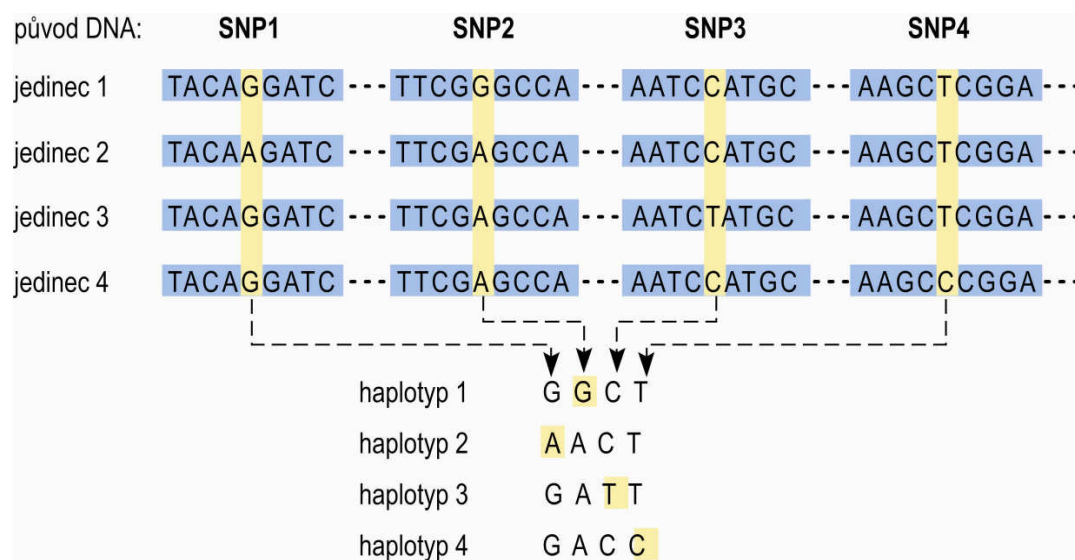 původ DNA: SNP1 SNP2 SNP3 SNP4
jedinec 1 TACAGGATC --- TTCGGGCCA --- AATCCATGC --- AAGCTCGGA ---
jedinec 2 TACAAGATC --- TTCGAGCCA --- AATCCATGC --- AAGCTCGGA ---
jedinec 3 TACAGGATC --- TTCGAGCCA --- AATCTATGC --- AAGCTCGGA ---
jedinec 4 TACAGGATC --- TTCGAGCCA --- AATCCATGC --- AAGCCCGGA ---
haplotyp 1 G G C T
haplotyp 2 A A C T
haplotyp 3 G A T T
haplotyp 4 G A C C